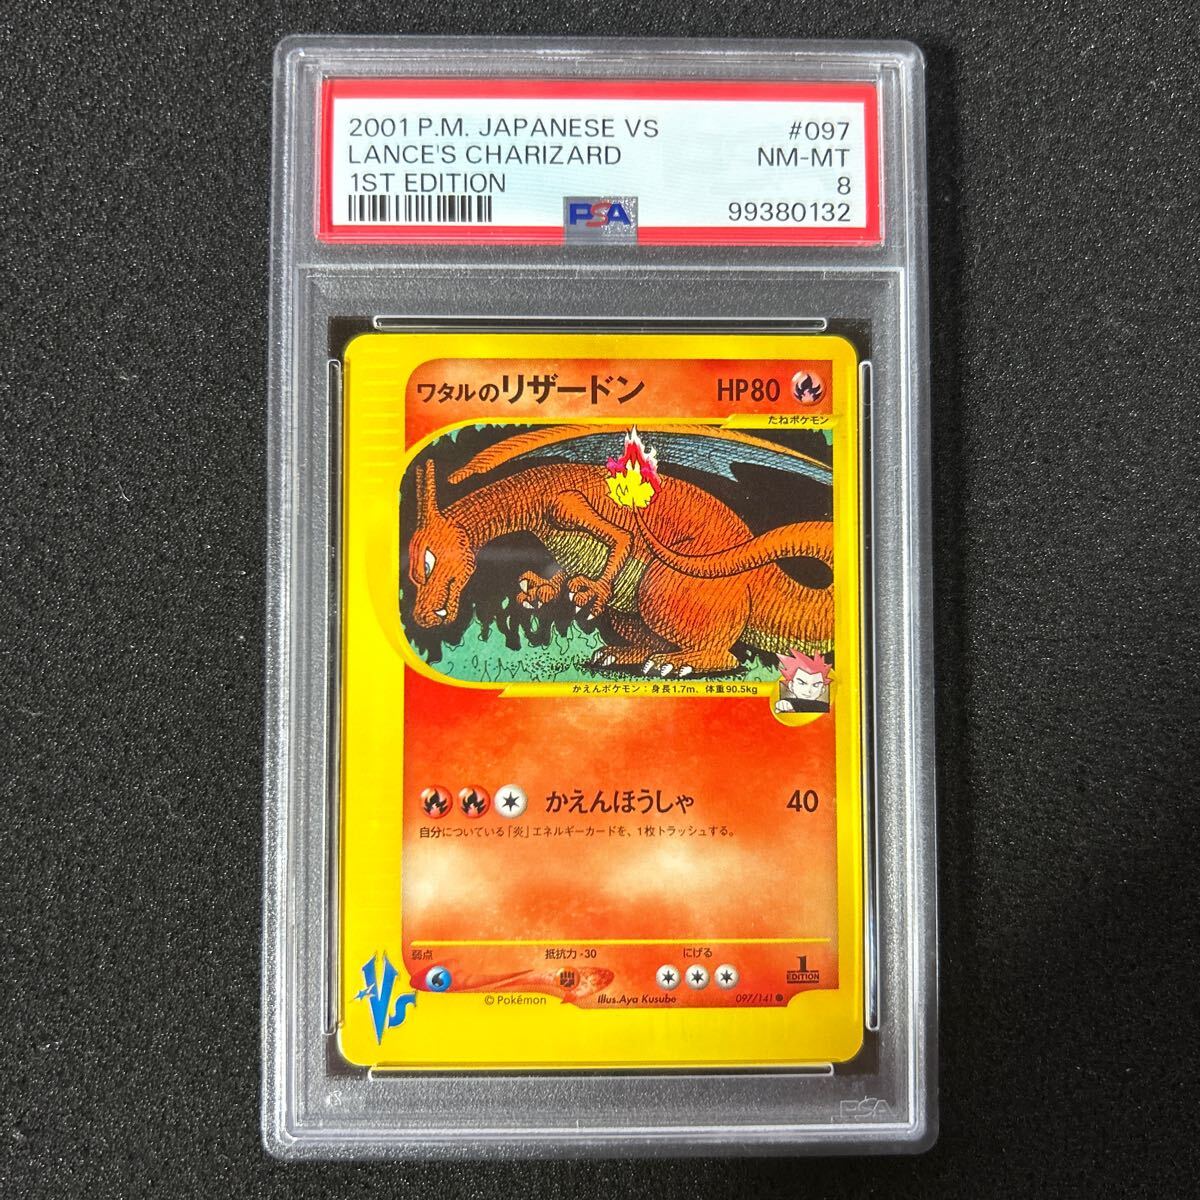 2001 P.M. JAPANESE VS #097
LANCE'S CHARIZARD NM-MT
1ST EDITION 8
PSA 99380132
ワタルのリザードン HP80
たねポケモン
かえんポケモン：身長1.7m、体重90.5kg
かえんほうしゃ 40
自分についている「炎」エネルギーカードを、1枚トラッシュする。
弱点 抵抗力-30 にげる
1 EDITION
Vs
©Pokémon Illus.Aya Kusube 097/141●
PSA